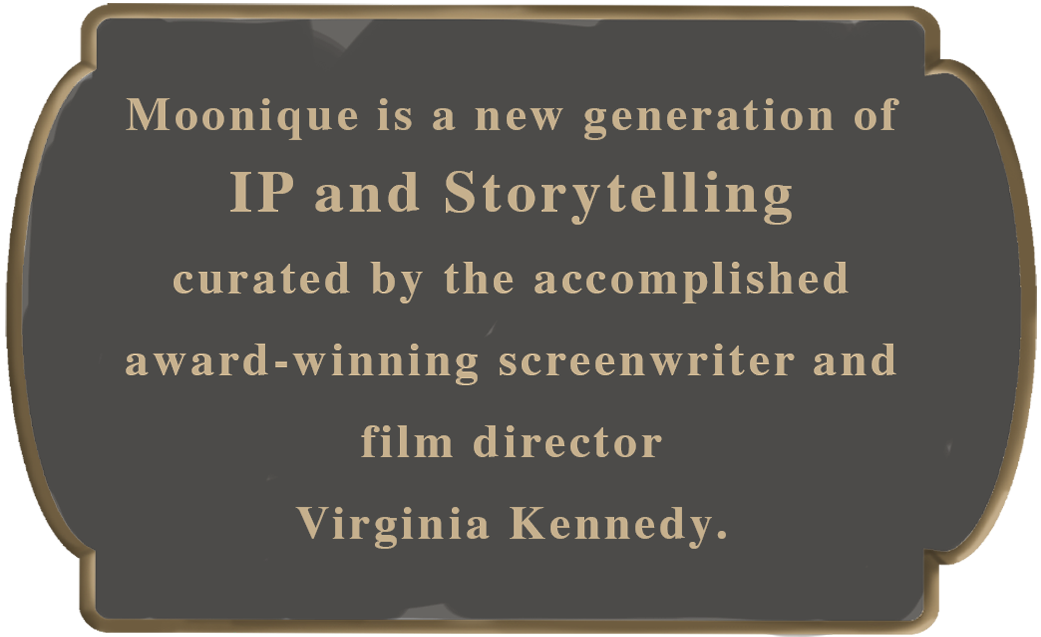 Moonique is a new generation of
IP and Storytelling
curated by the accomplished
award-winning screenwriter and
film director
Virginia Kennedy.